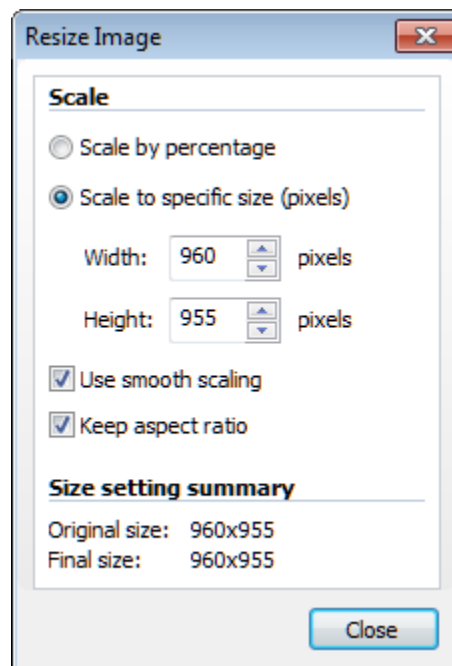 Resize Image
Scale
Scale by percentage
Scale to specific size (pixels)
Width: 960 pixels
Height: 955 pixels
Use smooth scaling
Keep aspect ratio
Size setting summary
Original size: 960x955
Final size: 960x955
Close